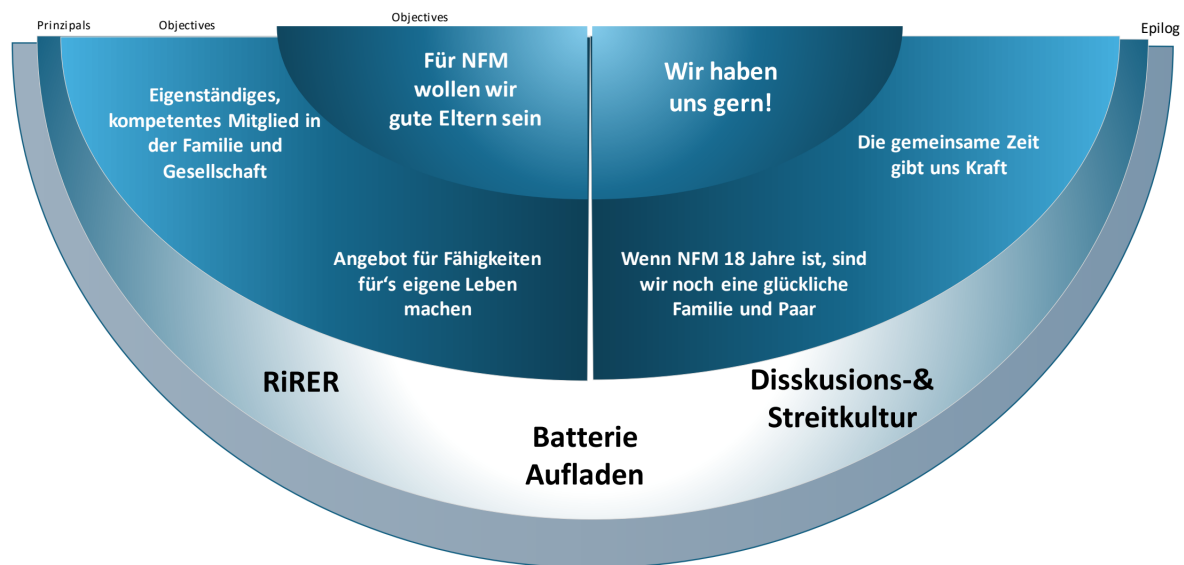 Prinzipals
Objectives
Objectives
Epilog
Für NFM
wollen wir
gute Eltern sein
Wir haben
uns gern!
Eigenständiges,
kompetentes Mitglied in
der Familie und
Gesellschaft
Die gemeinsame Zeit
gibt uns Kraft
Angebot für Fähigkeiten
für‘s eigene Leben
machen
Wenn NFM 18 Jahre ist, sind
wir noch eine glückliche
Familie und Paar
RiRER
Disskusions-&
Streitkultur
Batterie
Aufladen